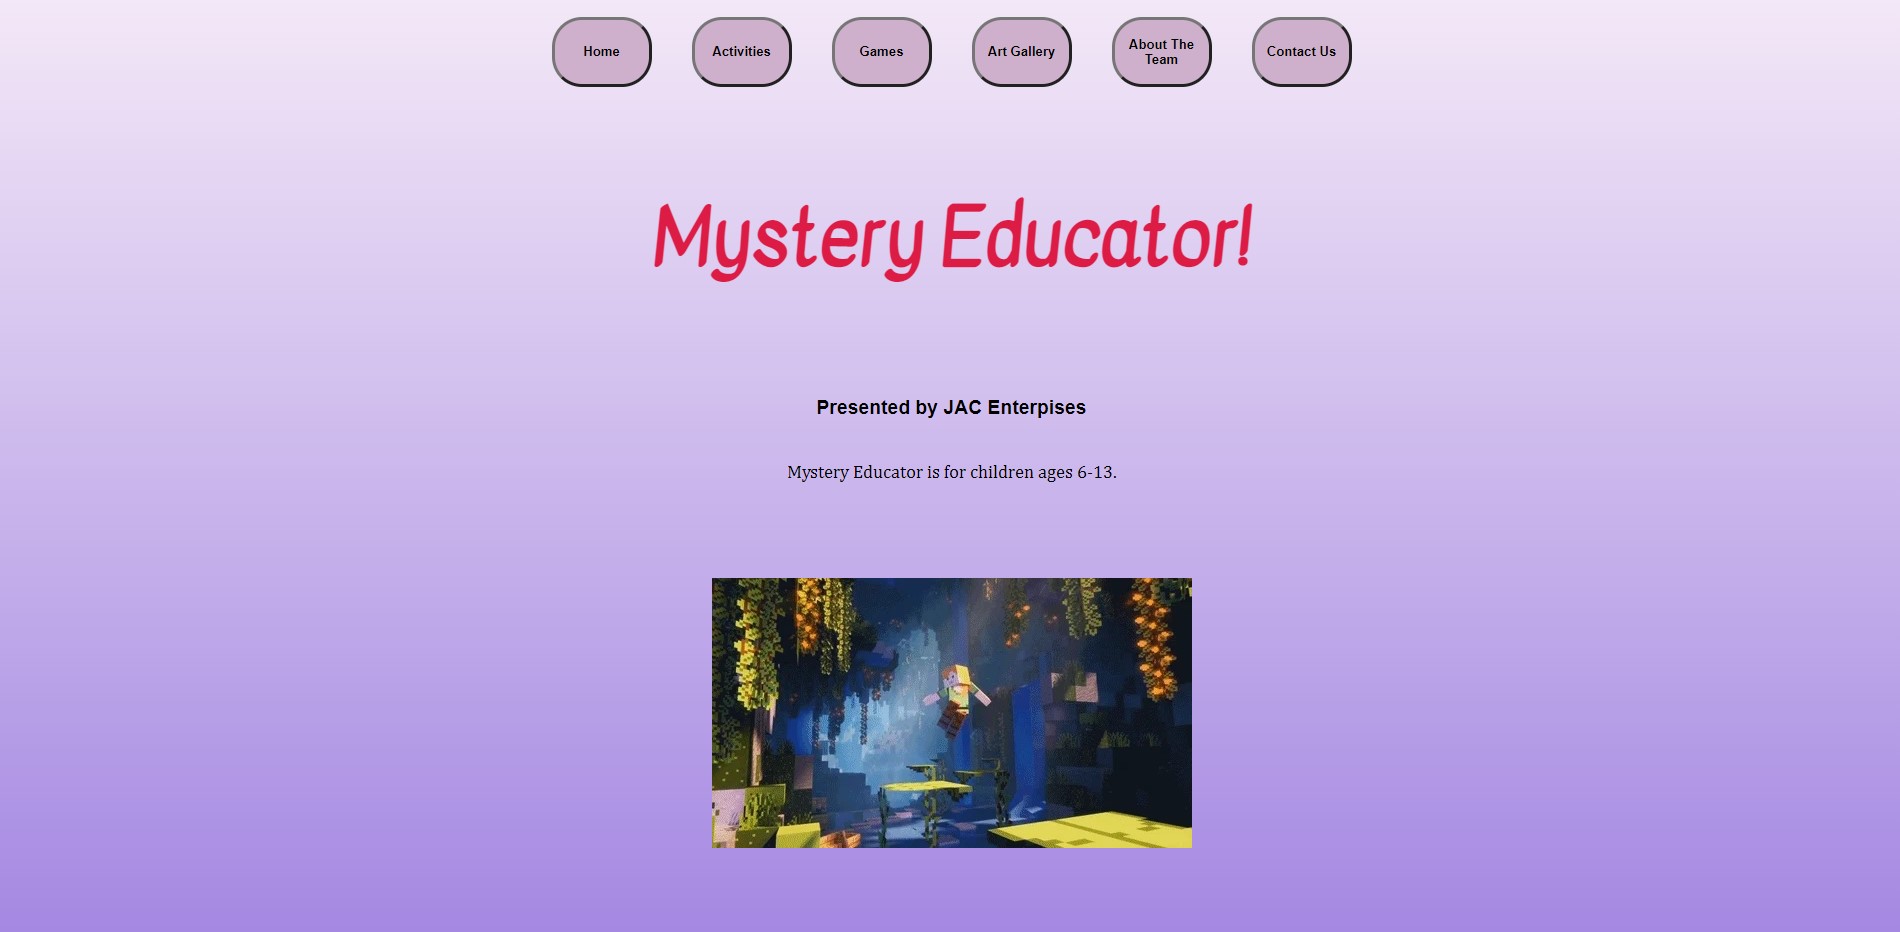 Home
Activities
Games
Art Gallery
About The
Team
Contact Us
Mystery Educator!
Presented by JAC Enterpises
Mystery Educator is for children ages 6-13.